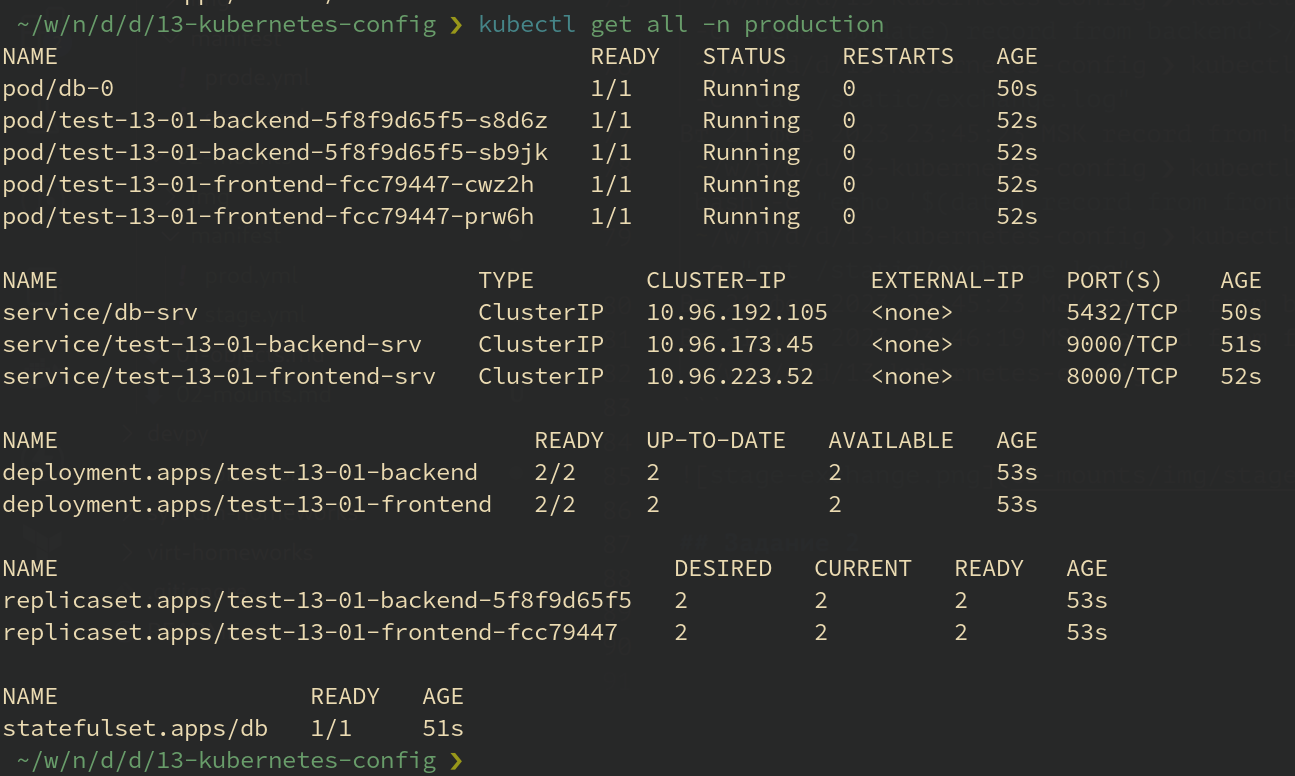 ~/w/n/d/d/13-kubernetes-config ❯ kubectl get all -n production
NAME READY STATUS RESTARTS AGE
pod/db-0 1/1 Running 0 50s
pod/test-13-01-backend-5f8f9d65f5-s8d6z 1/1 Running 0 52s
pod/test-13-01-backend-5f8f9d65f5-sb9jk 1/1 Running 0 52s
pod/test-13-01-frontend-fcc79447-cwz2h 1/1 Running 0 52s
pod/test-13-01-frontend-fcc79447-prw6h 1/1 Running 0 52s

NAME TYPE CLUSTER-IP EXTERNAL-IP PORT(S) AGE
service/db-srv ClusterIP 10.96.192.105 <none> 5432/TCP 50s
service/test-13-01-backend-srv ClusterIP 10.96.173.45 <none> 9000/TCP 51s
service/test-13-01-frontend-srv ClusterIP 10.96.223.52 <none> 8000/TCP 52s

NAME READY UP-TO-DATE AVAILABLE AGE
deployment.apps/test-13-01-backend 2/2 2 2 53s
deployment.apps/test-13-01-frontend 2/2 2 2 53s

NAME DESIRED CURRENT READY AGE
replicaset.apps/test-13-01-backend-5f8f9d65f5 2 2 2 53s
replicaset.apps/test-13-01-frontend-fcc79447 2 2 2 53s

NAME READY AGE
statefulset.apps/db 1/1 51s
~/w/n/d/d/13-kubernetes-config ❯